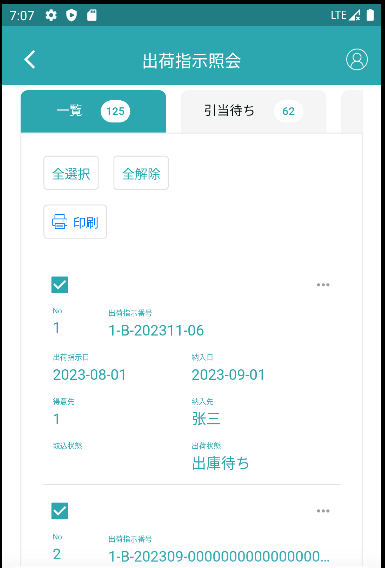 7:07 LTE
出荷指示照会
一覧 125 引当待ち 62
全選択 全解除
印刷
No 出荷指示番号
1 1-B-202311-06
出荷指示日 納入日
2023-08-01 2023-09-01
得意先 納入先
1 张三
取込状態 出荷状態
出庫待ち
No 出荷指示番号
2 1-B-202309-0000000000000000...